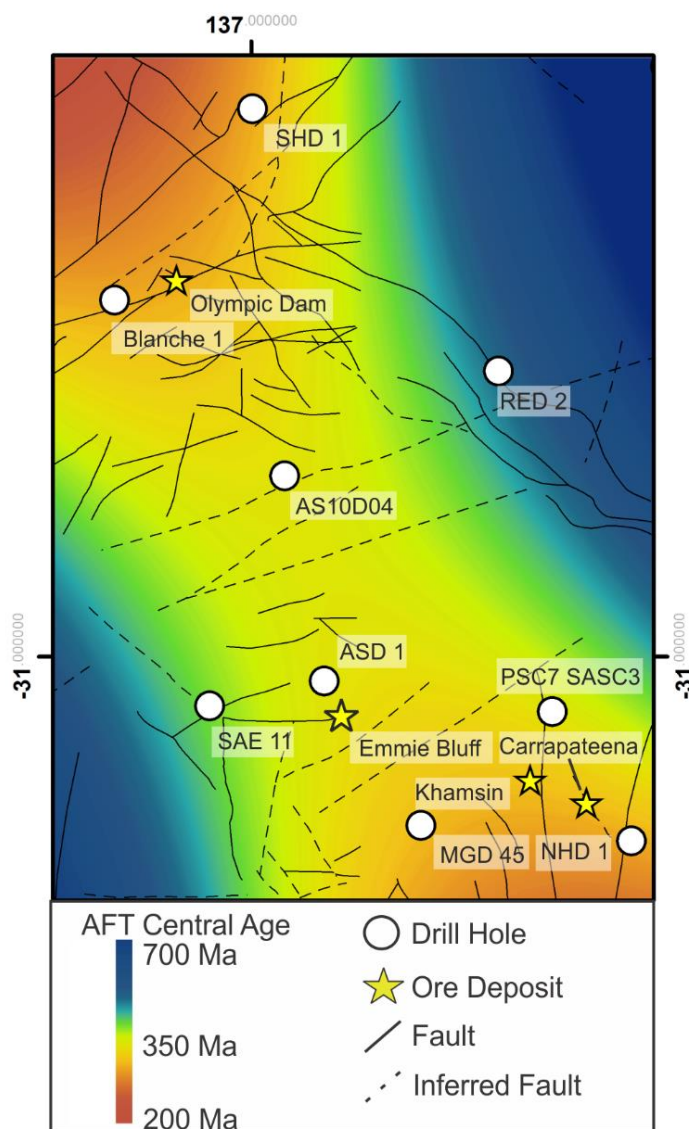 137.000000
SHD 1
Olympic Dam
Blanche 1
RED 2
AS10D04
-31.000000
-31.000000
ASD 1
PSC7 SASC3
SAE 11
Emmie Bluff
Carrapateena
Khamsin
MGD 45
NHD 1
AFT Central Age
700 Ma
350 Ma
200 Ma
Drill Hole
Ore Deposit
Fault
Inferred Fault